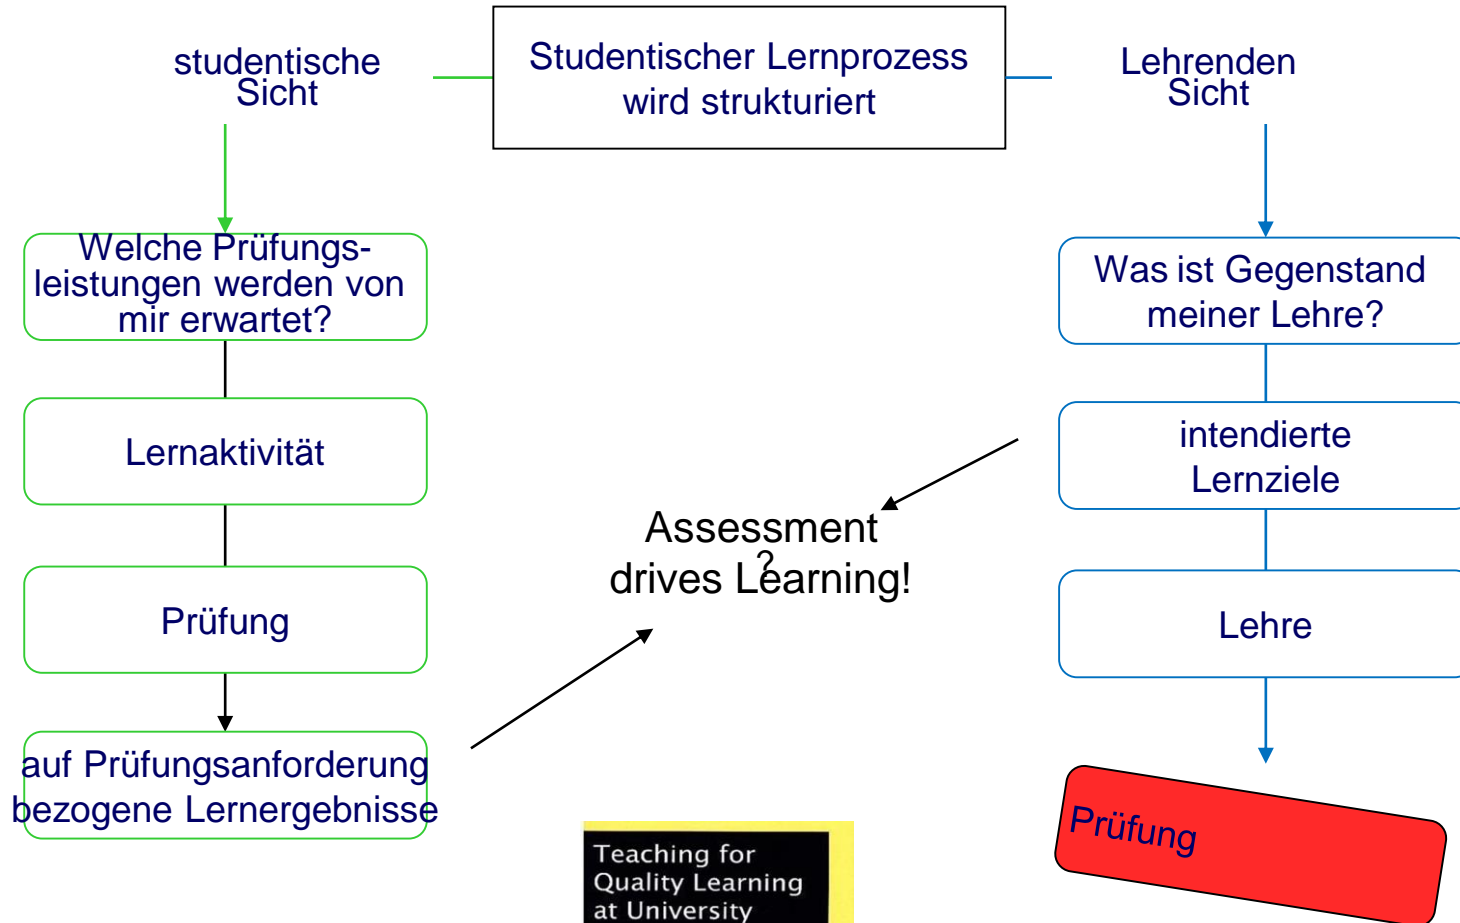 studentische
Sicht
Studentischer Lernprozess
wird strukturiert
Lehrenden
Sicht
Welche Prüfungs-
leistungen werden von
mir erwartet?
Was ist Gegenstand
meiner Lehre?
Lernaktivität
intendierte
Lernziele
Assessment
?
drives Learning!
Prüfung
Lehre
auf Prüfungsanforderung
bezogene Lernergebnisse
Prüfung
Teaching for
Quality Learning
at University